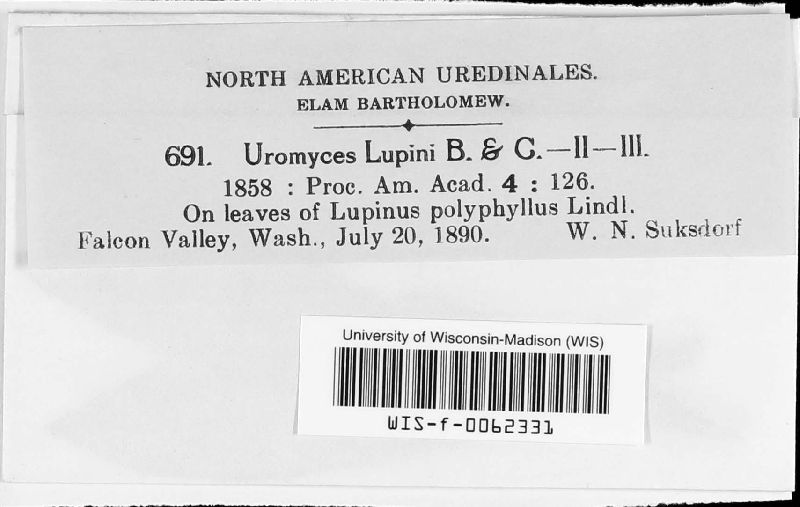 NORTH AMERICAN UREDINALES.
ELAM BARTHOLOMEW.
691. Uromyces Lupini B. & C.—II—III.
1858 : Proc. Am. Acad. 4 : 126.
On leaves of Lupinus polyphyllus Lindl.
Falcon Valley, Wash., July 20, 1890. W. N. Suksdorf
University of Wisconsin-Madison (WIS)
WIS-f-0062331